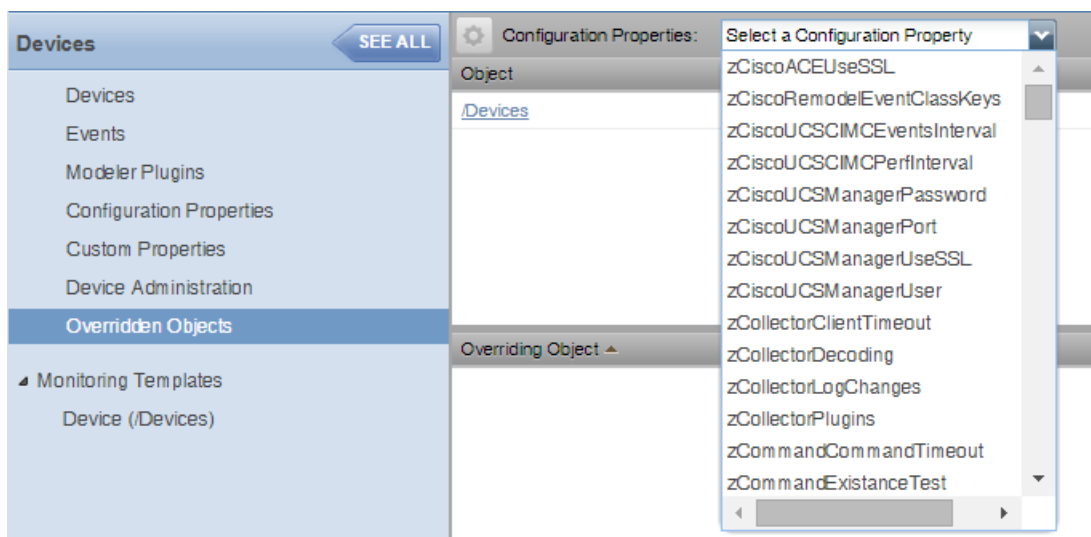 Devices
SEE ALL
Devices
Events
Modeler Plugins
Configuration Properties
Custom Properties
Device Administration
Overridden Objects
Monitoring Templates
Device (/Devices)
Configuration Properties:
Select a Configuration Property
Object
/Devices
Overriding Object
zCiscoACEUseSSL
zCiscoRemodelEventClassKeys
zCiscoUCSCIMCEventsInterval
zCiscoUCSCIMCPerfInterval
zCiscoUCSManagerPassword
zCiscoUCSManagerPort
zCiscoUCSManagerUseSSL
zCiscoUCSManagerUser
zCollectorClientTimeout
zCollectorDecoding
zCollectorLogChanges
zCollectorPlugins
zCommandCommandTimeout
zCommandExistanceTest